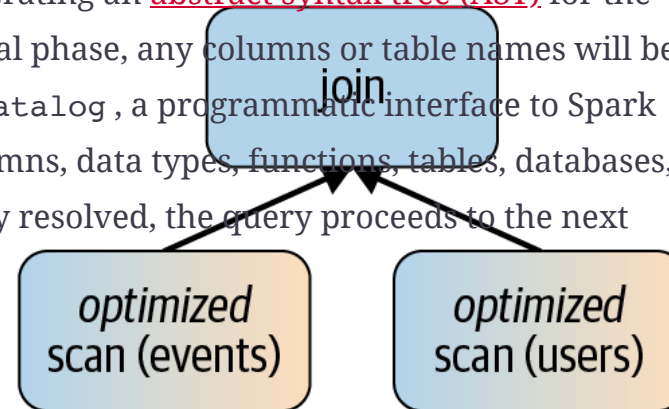 erating an abstract syntax tree (AST) for the
al phase, any columns or table names will be
join
atalog, a programmatic interface to Spark
mns, data types, functions, tables, databases,
y resolved, the query proceeds to the next
optimized
scan (events)
optimized
scan (users)